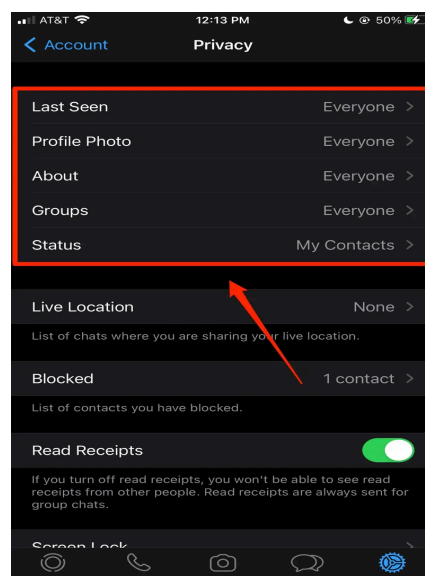 AT&T 12:13 PM 50%
Account Privacy
Last Seen Everyone
Profile Photo Everyone
About Everyone
Groups Everyone
Status My Contacts
Live Location None
List of chats where you are sharing your live location.
Blocked 1 contact
List of contacts you have blocked.
Read Receipts
If you turn off read receipts, you won't be able to see read
receipts from other people. Read receipts are always sent for
group chats.
Screen Lock